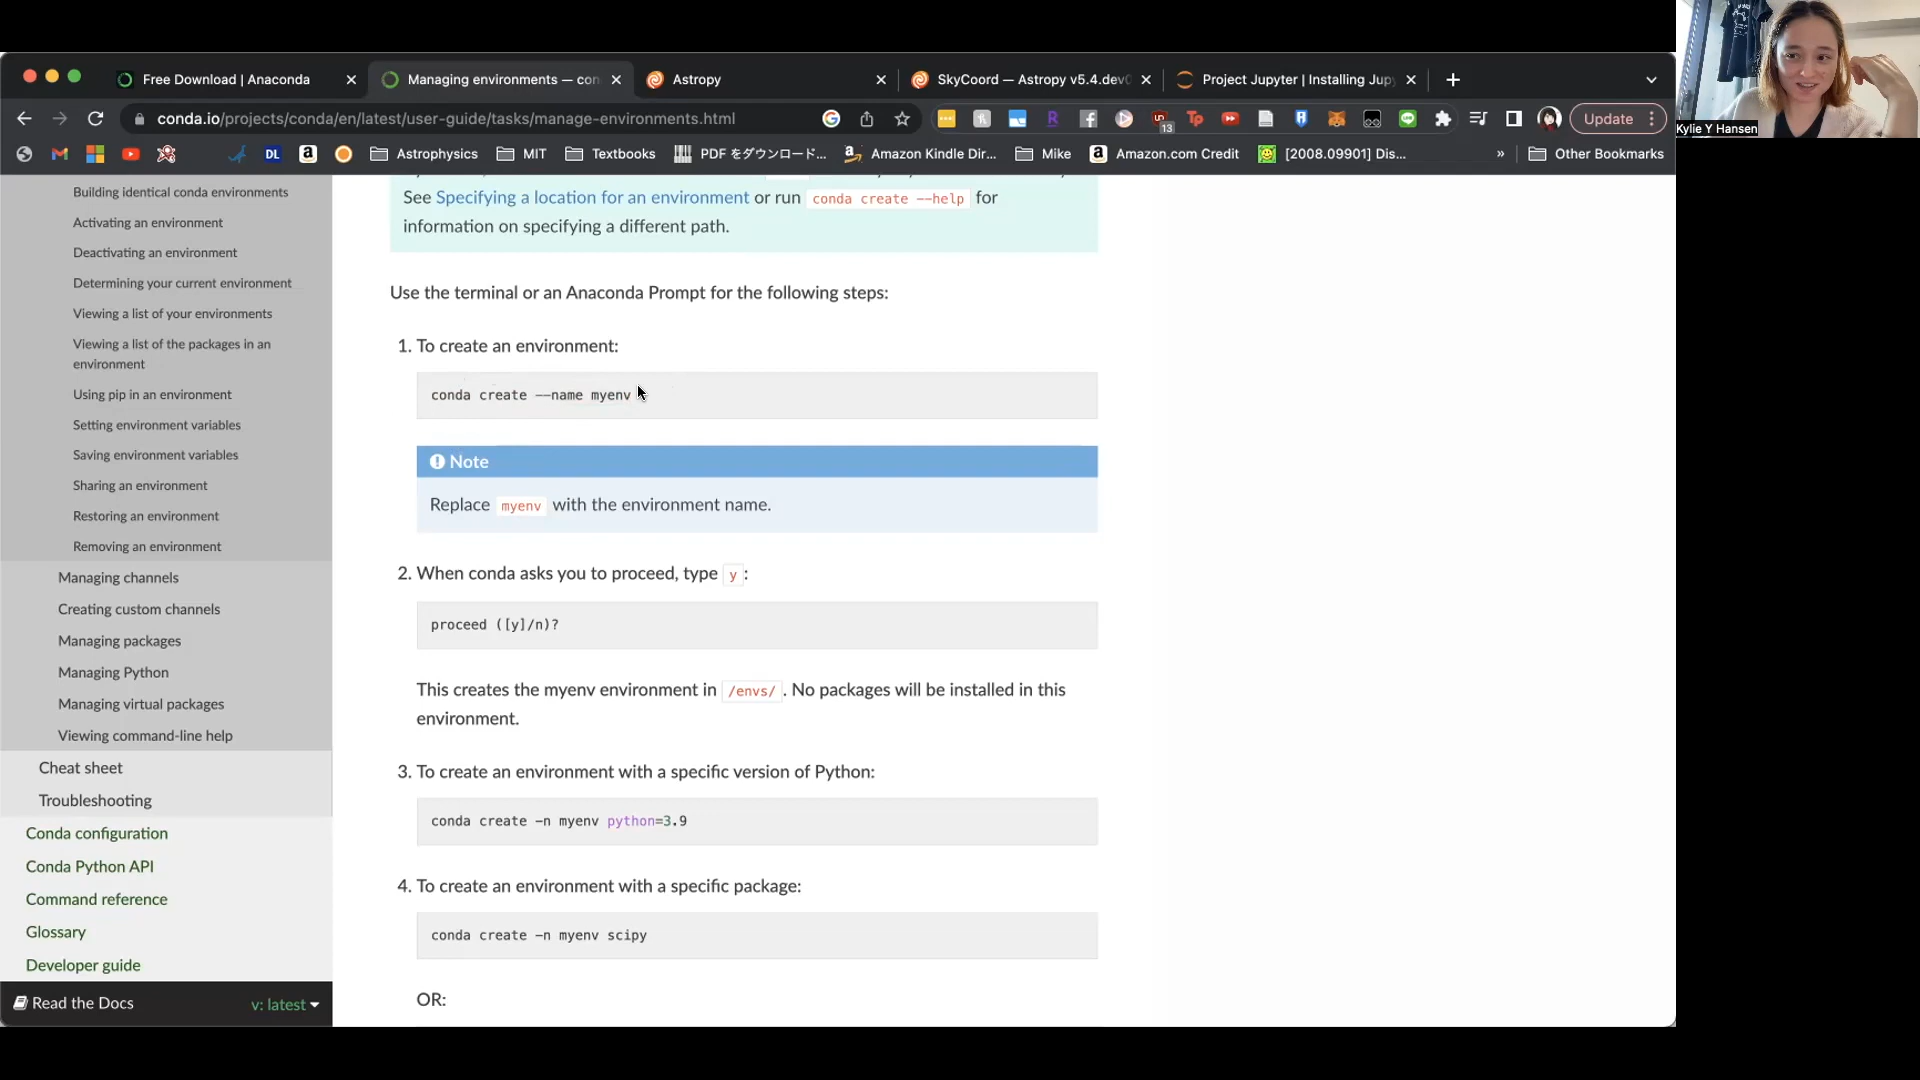 Free Download | Anaconda
Managing environments — con
Astropy
SkyCoord — Astropy v5.4.dev
Project Jupyter | Installing Jup
Kylie Y Hansen
conda.io/projects/conda/en/latest/user-guide/tasks/manage-environments.html
13
Update
DL
Astrophysics
MIT
Textbooks
PDF をダウンロード...
Amazon Kindle Dir...
Mike
Amazon.com Credit
[2008.09901] Dis...
»
Other Bookmarks
Building identical conda environments
Activating an environment
Deactivating an environment
Determining your current environment
Viewing a list of your environments
Viewing a list of the packages in an
environment
Using pip in an environment
Setting environment variables
Saving environment variables
Sharing an environment
Restoring an environment
Removing an environment
Managing channels
Creating custom channels
Managing packages
Managing Python
Managing virtual packages
Viewing command-line help
Cheat sheet
Troubleshooting
Conda configuration
Conda Python API
Command reference
Glossary
Developer guide
Read the Docs
v: latest
See Specifying a location for an environment or run conda create --help for
information on specifying a different path.
Use the terminal or an Anaconda Prompt for the following steps:
1. To create an environment:
conda create --name myenv
Note
Replace myenv with the environment name.
2. When conda asks you to proceed, type y:
proceed ([y]/n)?
This creates the myenv environment in /envs/. No packages will be installed in this
environment.
3. To create an environment with a specific version of Python:
conda create -n myenv python=3.9
4. To create an environment with a specific package:
conda create -n myenv scipy
OR: